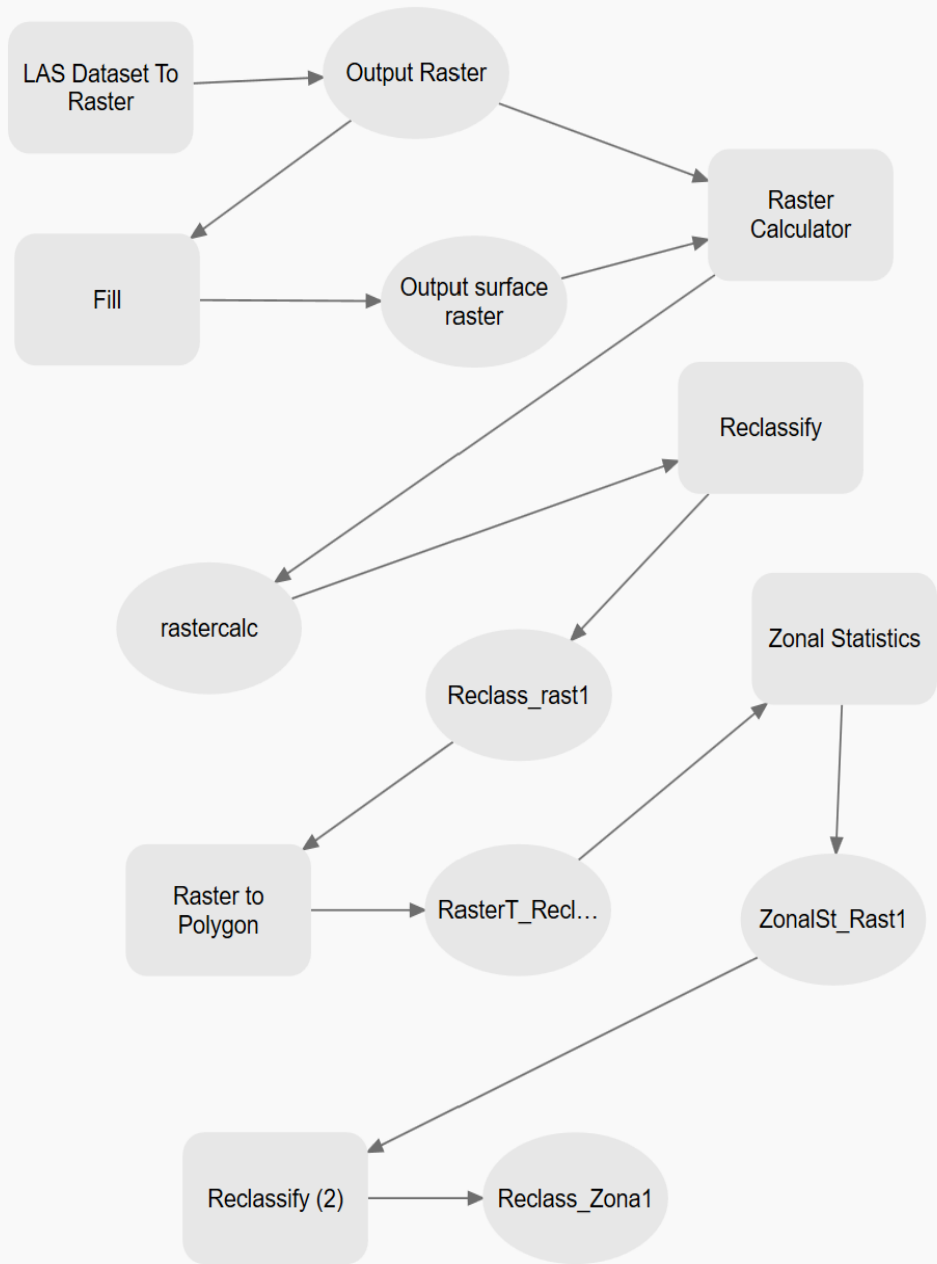 LAS Dataset To
Raster
Output Raster
Raster
Calculator
Fill
Output surface
raster
Reclassify
rastercalc
Zonal Statistics
Reclass_rast1
Raster to
Polygon
RasterT_Recl...
ZonalSt_Rast1
Reclassify (2)
Reclass_Zona1